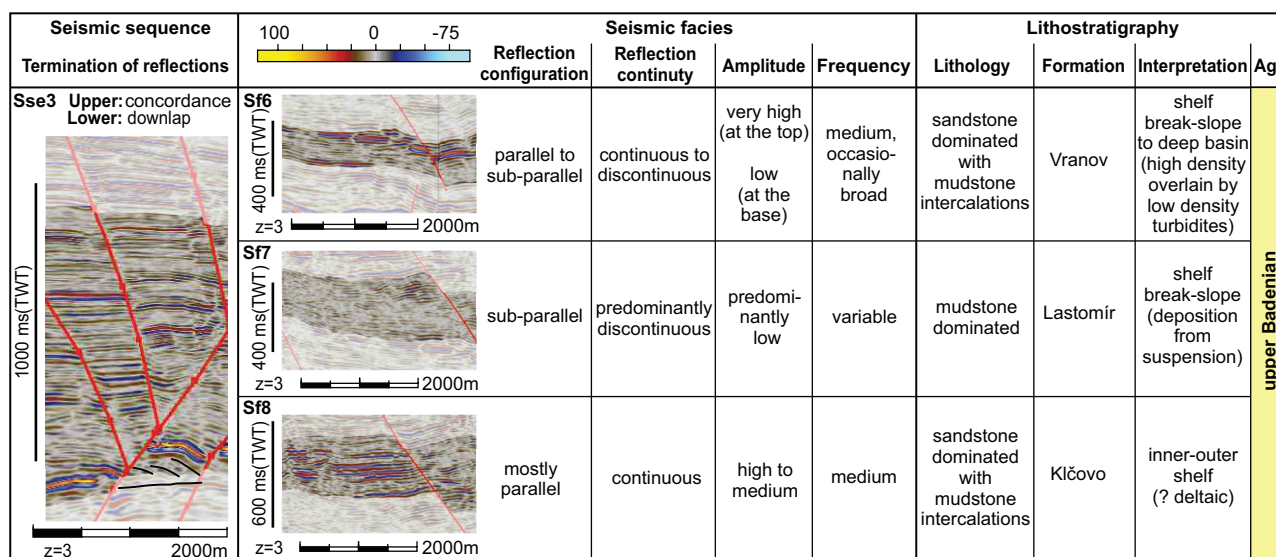 Seismic sequence
Termination of reflections
Seismic facies
100 0 -75
Reflection
configuration
Reflection
continuty
Amplitude
Frequency
Lithostratigraphy
Lithology
Formation
Interpretation
Ag
Sse3 Upper: concordance
Lower: downlap
1000 ms(TWT)
z=3 2000m
Sf6
400 ms(TWT)
z=3 2000m
parallel to
sub-parallel
continuous to
discontinuous
very high
(at the top)
low
(at the
base)
medium,
occasio-
nally
broad
sandstone
dominated
with
mudstone
intercalations
Vranov
shelf
break-slope
to deep basin
(high density
overlain by
low density
turbidites)
Sf7
400 ms(TWT)
z=3 2000m
sub-parallel
predominantly
discontinuous
predomi-
nantly
low
variable
mudstone
dominated
Lastomír
shelf
break-slope
(deposition
from
suspension)
Sf8
600 ms(TWT)
z=3 2000m
mostly
parallel
continuous
high to
medium
medium
sandstone
dominated
with
mudstone
intercalations
Klčovo
inner-outer
shelf
(? deltaic)
upper Badenian